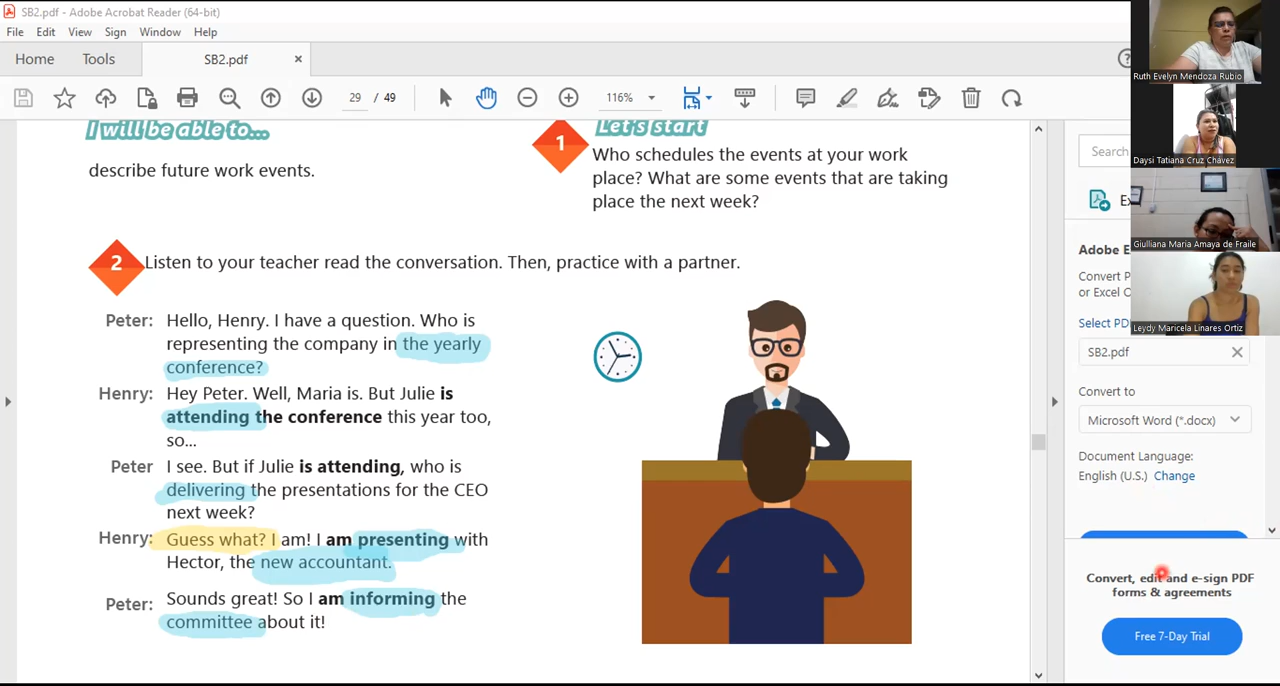 SB2.pdf - Adobe Acrobat Reader (64-bit)
File Edit View Sign Window Help
Home Tools SB2.pdf ×
29 / 49 116%
I will be able to...
describe future work events.
1 Let's start
Who schedules the events at your work
place? What are some events that are taking
place the next week?
2 Listen to your teacher read the conversation. Then, practice with a partner.
Peter: Hello, Henry. I have a question. Who is
representing the company in the yearly
conference?
Henry: Hey Peter. Well, Maria is. But Julie is
attending the conference this year too,
so...
Peter I see. But if Julie is attending, who is
delivering the presentations for the CEO
next week?
Henry: Guess what? I am! I am presenting with
Hector, the new accountant.
Peter: Sounds great! So I am informing the
committee about it!
Ruth Evelyn Mendoza Rubio
Daysi Tatiana Cruz Chávez
Giulliana Maria Amaya de Fraile
Leydy Maricela Linares Ortiz
Search
Ex
Adobe E
Convert P
or Excel O
Select PD
SB2.pdf
Convert to
Microsoft Word (*.docx)
Document Language:
English (U.S.) Change
Convert, edit and e-sign PDF
forms & agreements
Free 7-Day Trial